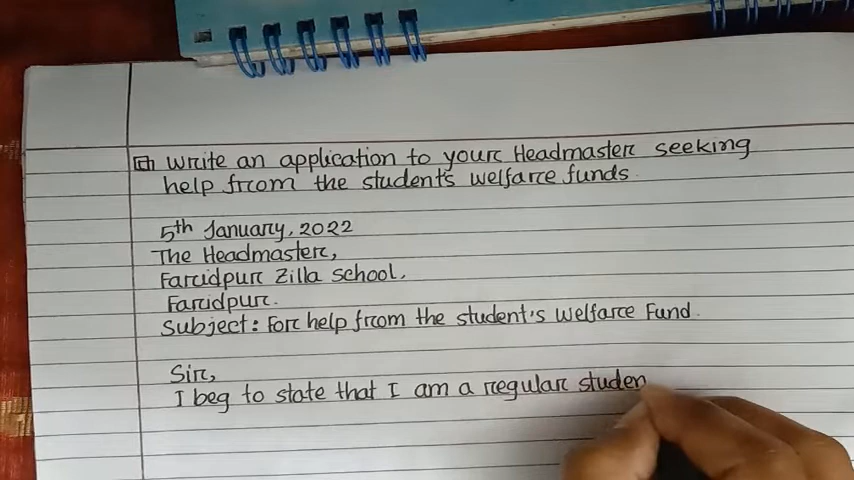 Write an application to your Headmaster seeking
help from the student's welfare funds.
5th January, 2022
The Headmaster,
Faridpur Zilla School,
Faridpur.
Subject: For help from the student's welfare Fund.
Sir,
I beg to state that I am a regular studen